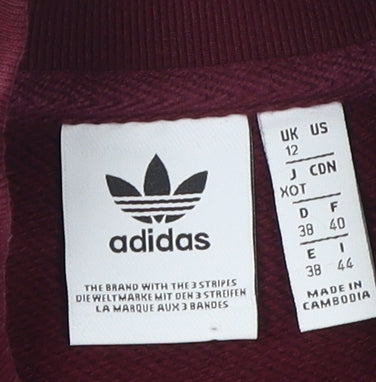 adidas
THE BRAND WITH THE 3 STRIPES
DIE WELTMARKE MIT DEN 3 STREIFEN
LA MARQUE AUX 3 BANDES
UK US
12
J CDN
XOT
D F
38 40
E I
38 44
MADE IN
CAMBODIA